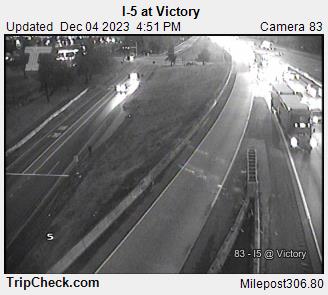 I-5 at Victory
Updated Dec 04 2023 4:51 PM
Camera 83
S
83 - I5 @ Victory
TripCheck.com
Milepost306.80